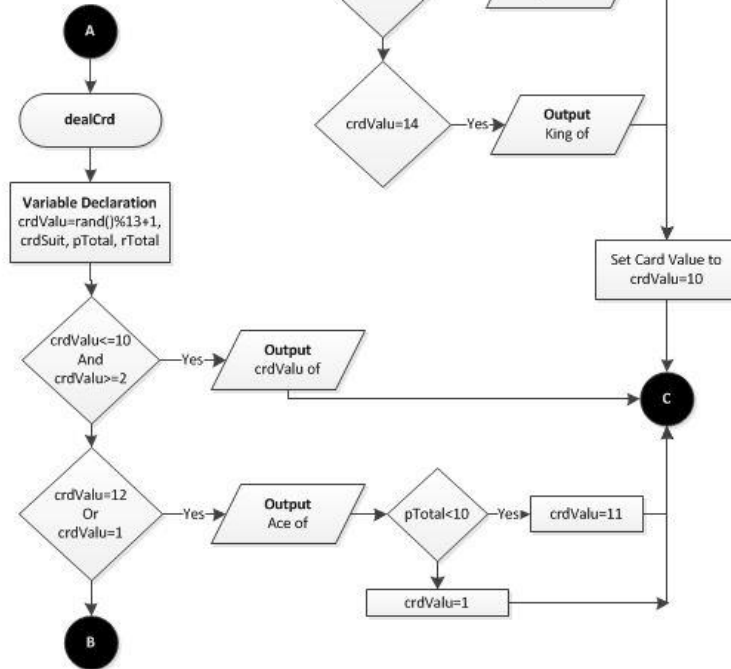 A
dealCrd
Variable Declaration
crdValu=rand()%13+1,
crdSuit, pTotal, rTotal
crdValu<=10
And
crdValu>=2
Yes
Output
crdValu of
crdValu=12
Or
crdValu=1
Yes
Output
Ace of
pTotal<10
Yes
crdValu=11
crdValu=1
B
crdValu=14
Yes
Output
King of
Set Card Value to
crdValu=10
C